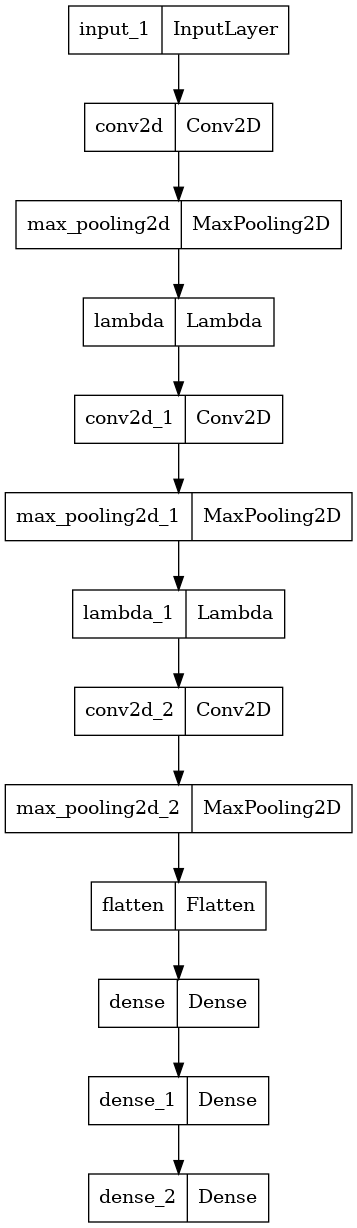 input_1 InputLayer
conv2d Conv2D
max_pooling2d MaxPooling2D
lambda Lambda
conv2d_1 Conv2D
max_pooling2d_1 MaxPooling2D
lambda_1 Lambda
conv2d_2 Conv2D
max_pooling2d_2 MaxPooling2D
flatten Flatten
dense Dense
dense_1 Dense
dense_2 Dense